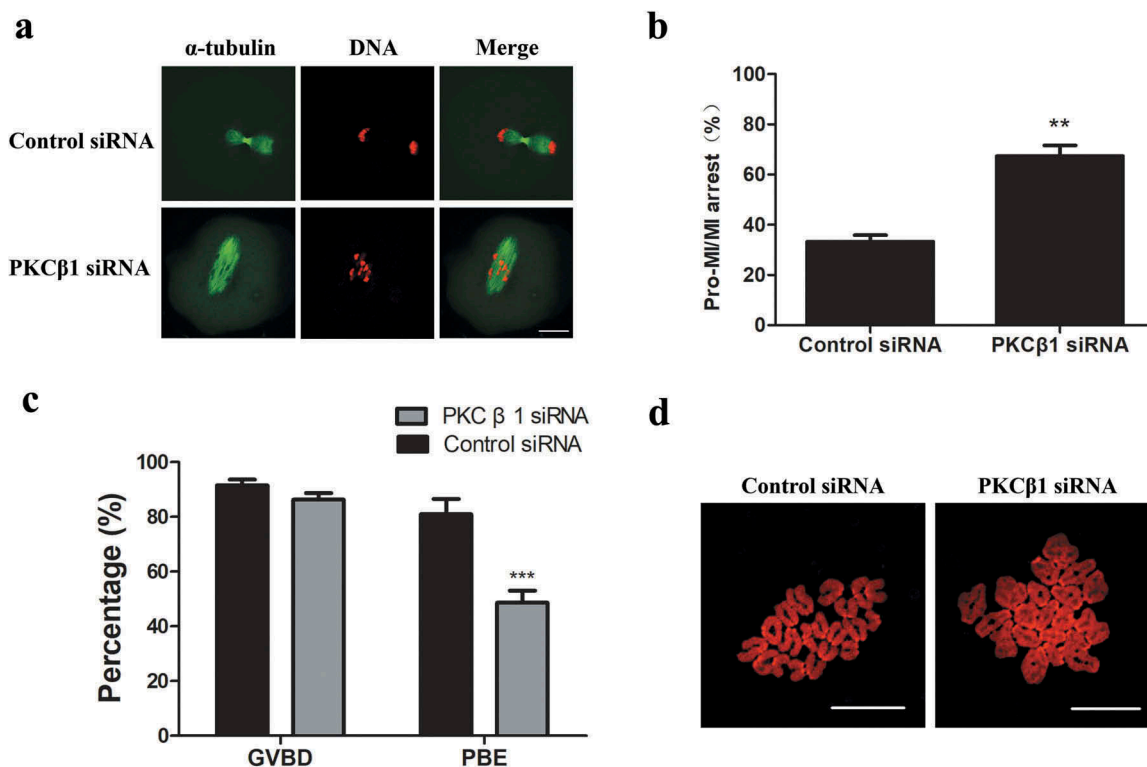 a
α-tubulin DNA Merge
Control siRNA
PKCβ1 siRNA
b
Pro-MI/MI arrest (%)
100
80
60
40
20
0
**
Control siRNA PKCβ1 siRNA
c
PKC β 1 siRNA
Control siRNA
Percentage (%)
100
80
60
40
20
0
***
GVBD PBE
d
Control siRNA PKCβ1 siRNA